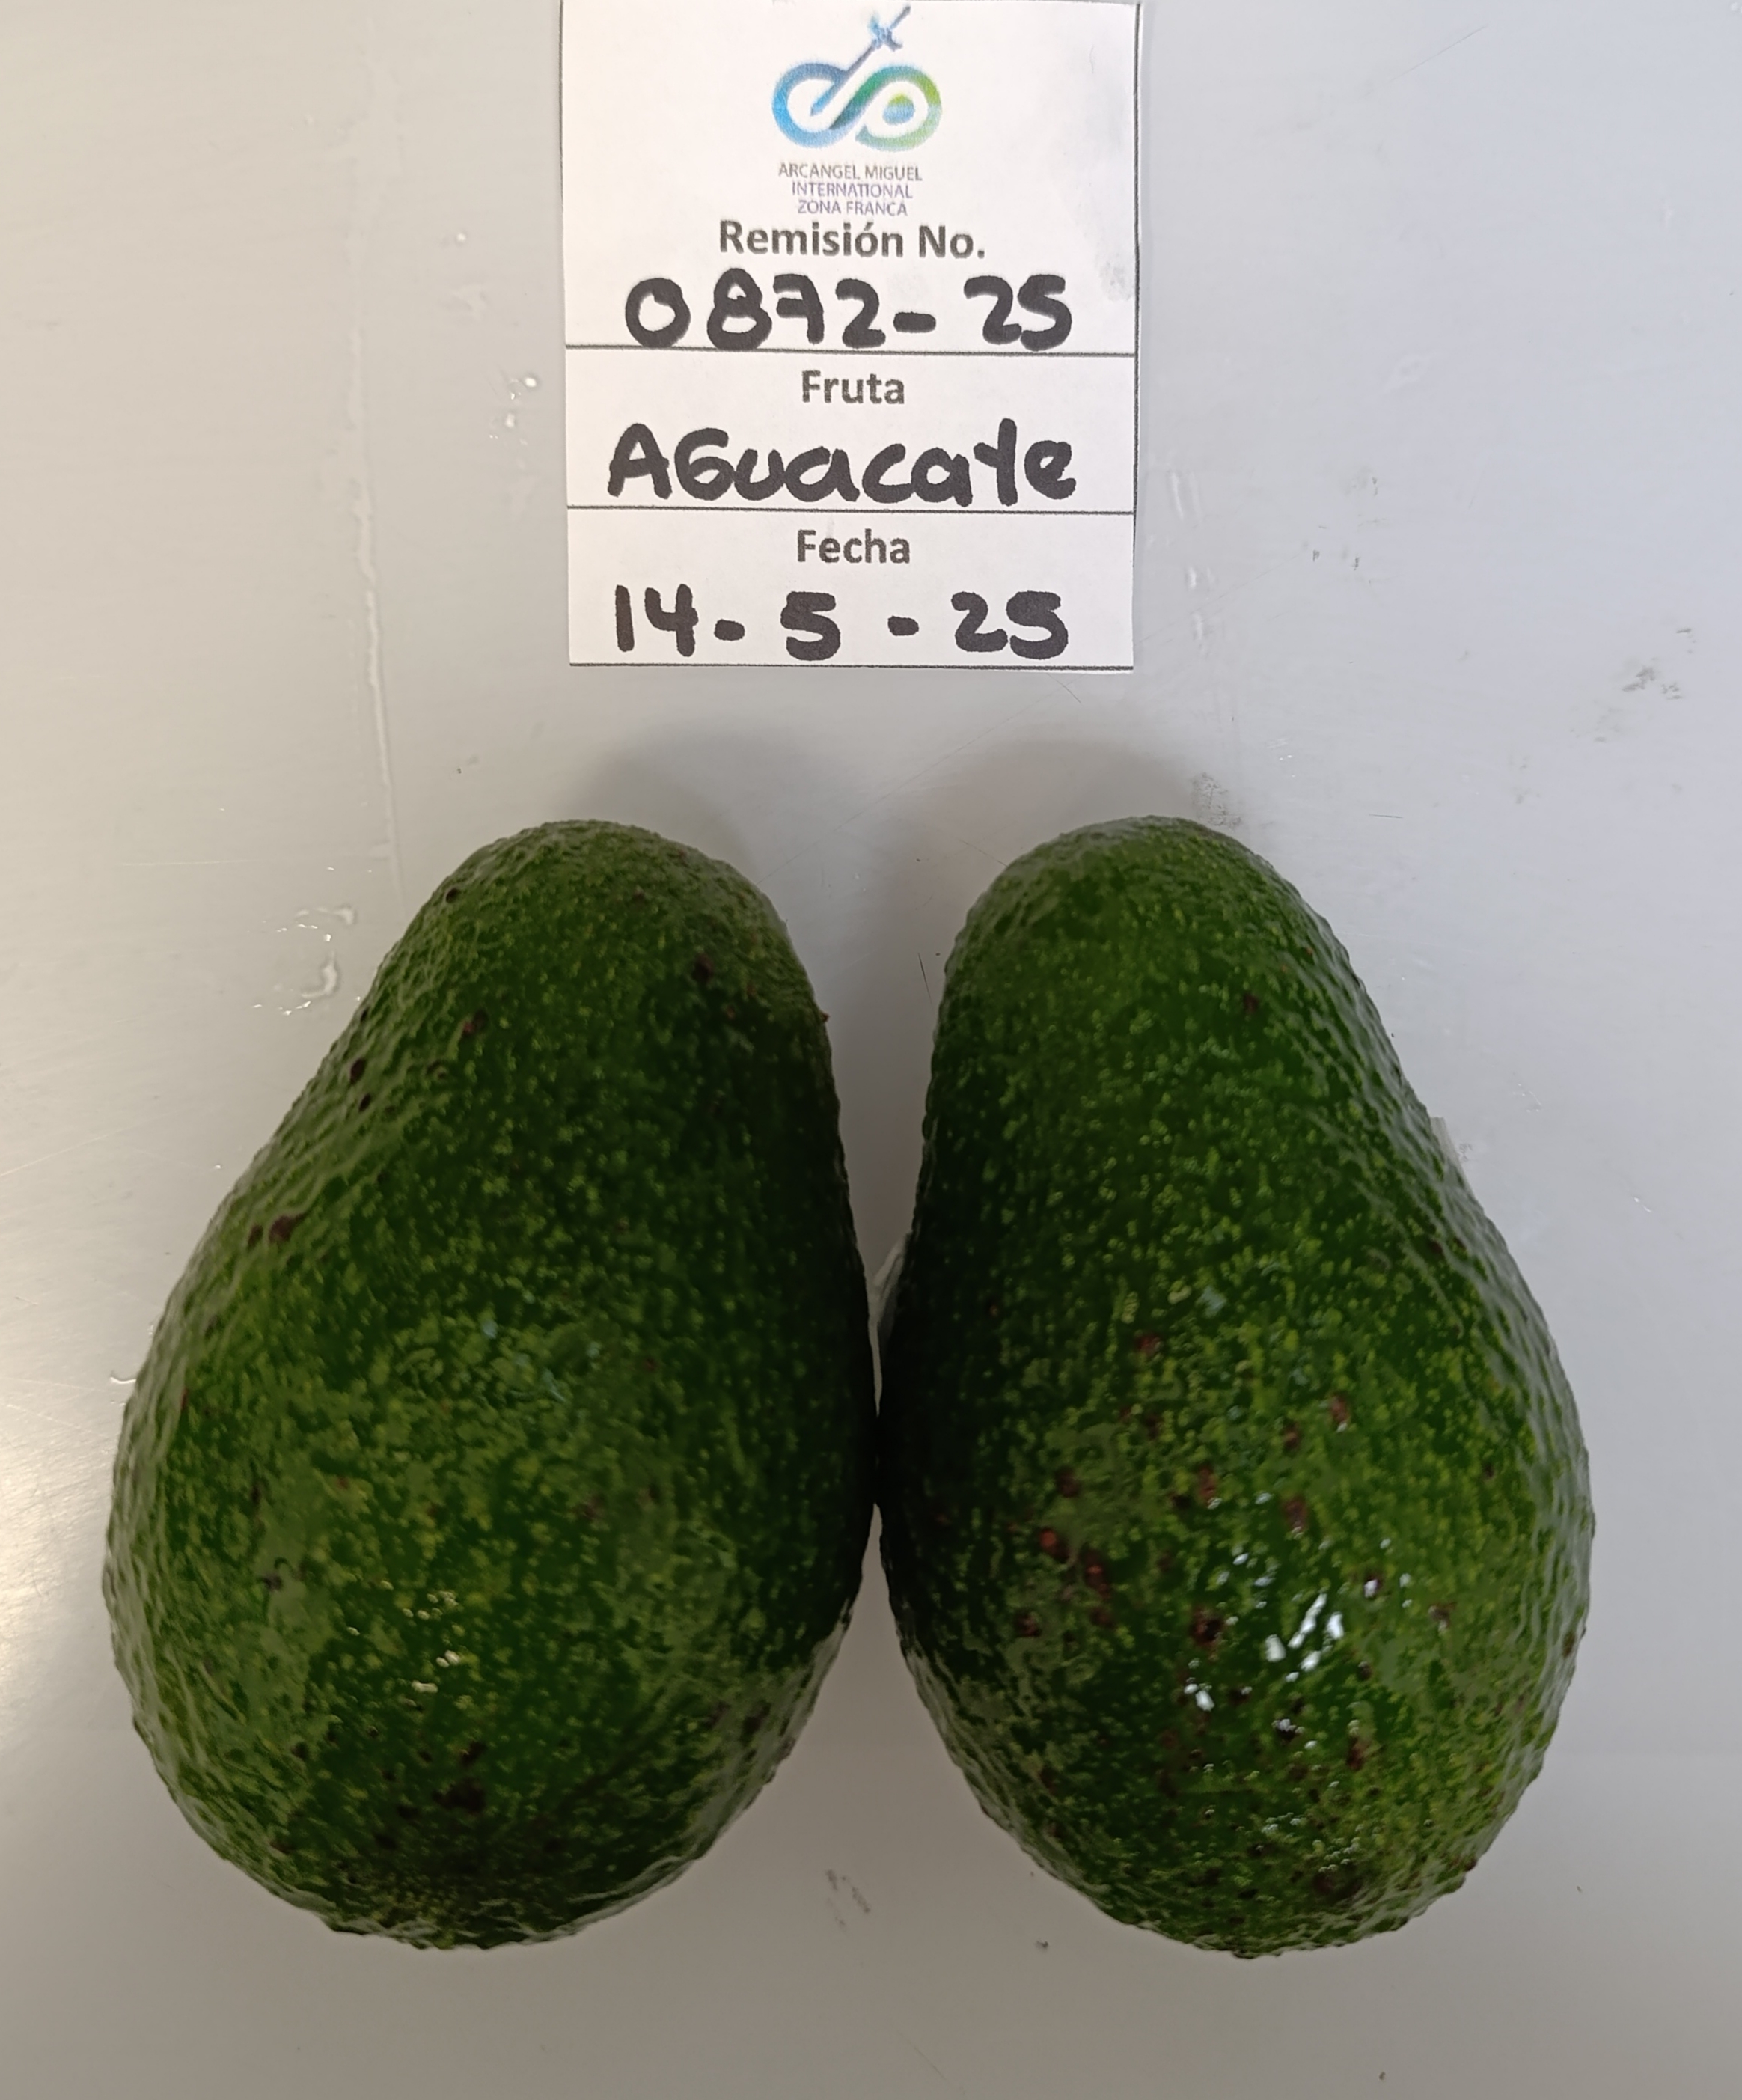 ARCANGEL MIGUEL
INTERNATIONAL
ZONA FRANCA
Remisión No.
0872-25
Fruta
AGuacate
Fecha
14-5-25